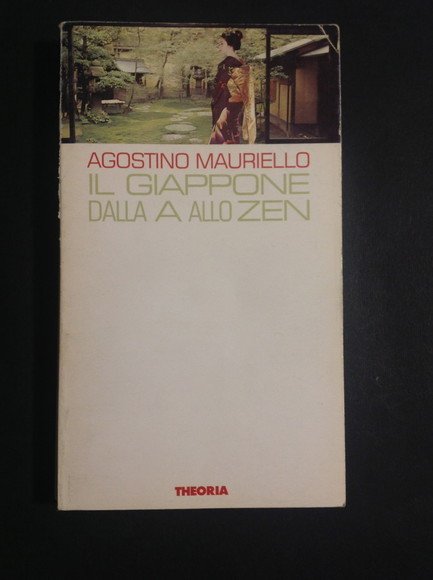 AGOSTINO MAURIELLO
IL GIAPPONE
DALLA A ALLO ZEN
THEORIA